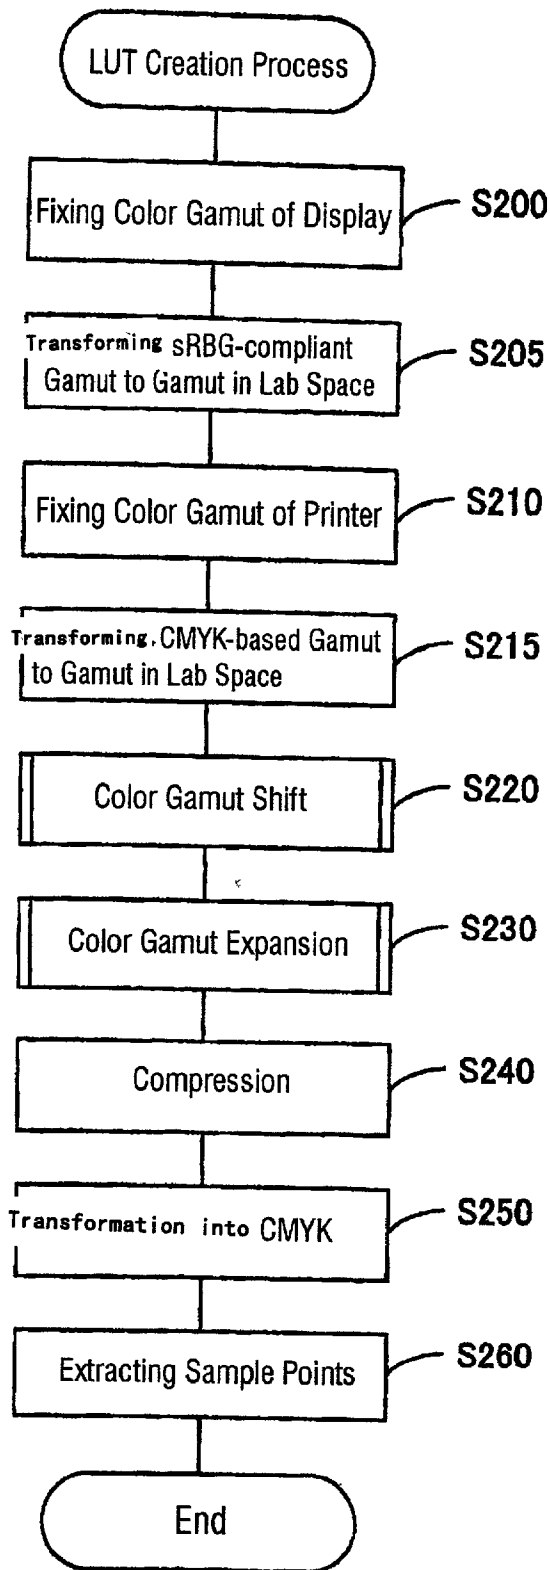 LUT Creation Process
Fixing Color Gamut of Display
S200
Transforming sRBG-compliant
Gamut to Gamut in Lab Space
S205
Fixing Color Gamut of Printer
S210
Transforming. CMYK-based Gamut
to Gamut in Lab Space
S215
Color Gamut Shift
S220
Color Gamut Expansion
S230
Compression
S240
Transformation into CMYK
S250
Extracting Sample Points
S260
End